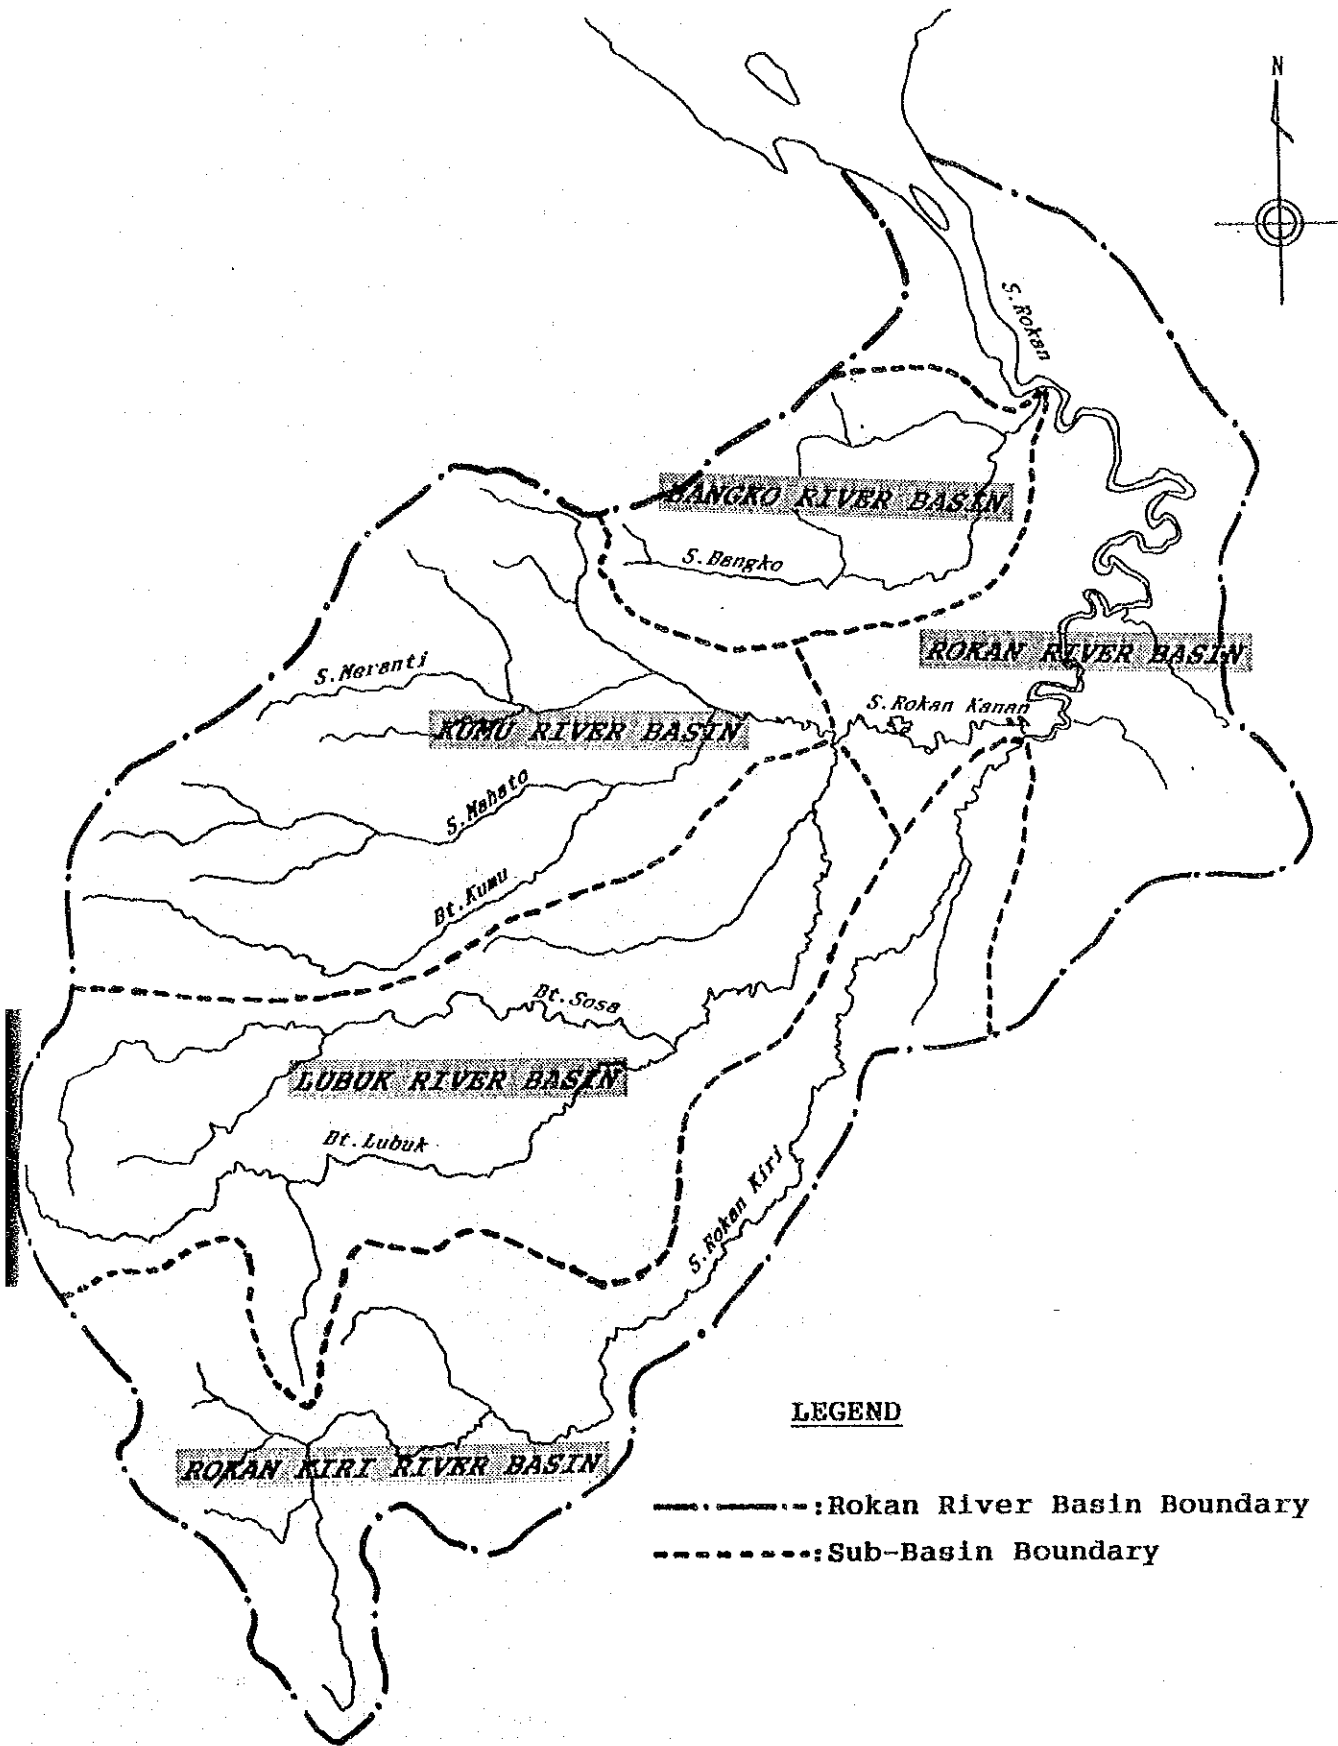 N
S.Rokan
BANGKO RIVER BASIN
S.Bangko
ROKAN RIVER BASIN
S.Meranti
S.Rokan Kanan
KUMU RIVER BASIN
S.Mahato
Bt.Kumu
Bt.Sosa
LUBUK RIVER BASIN
Bt.Lubuk
S.Rokan Kiri
LEGEND
ROKAN KIRI RIVER BASIN
:Rokan River Basin Boundary
:Sub-Basin Boundary